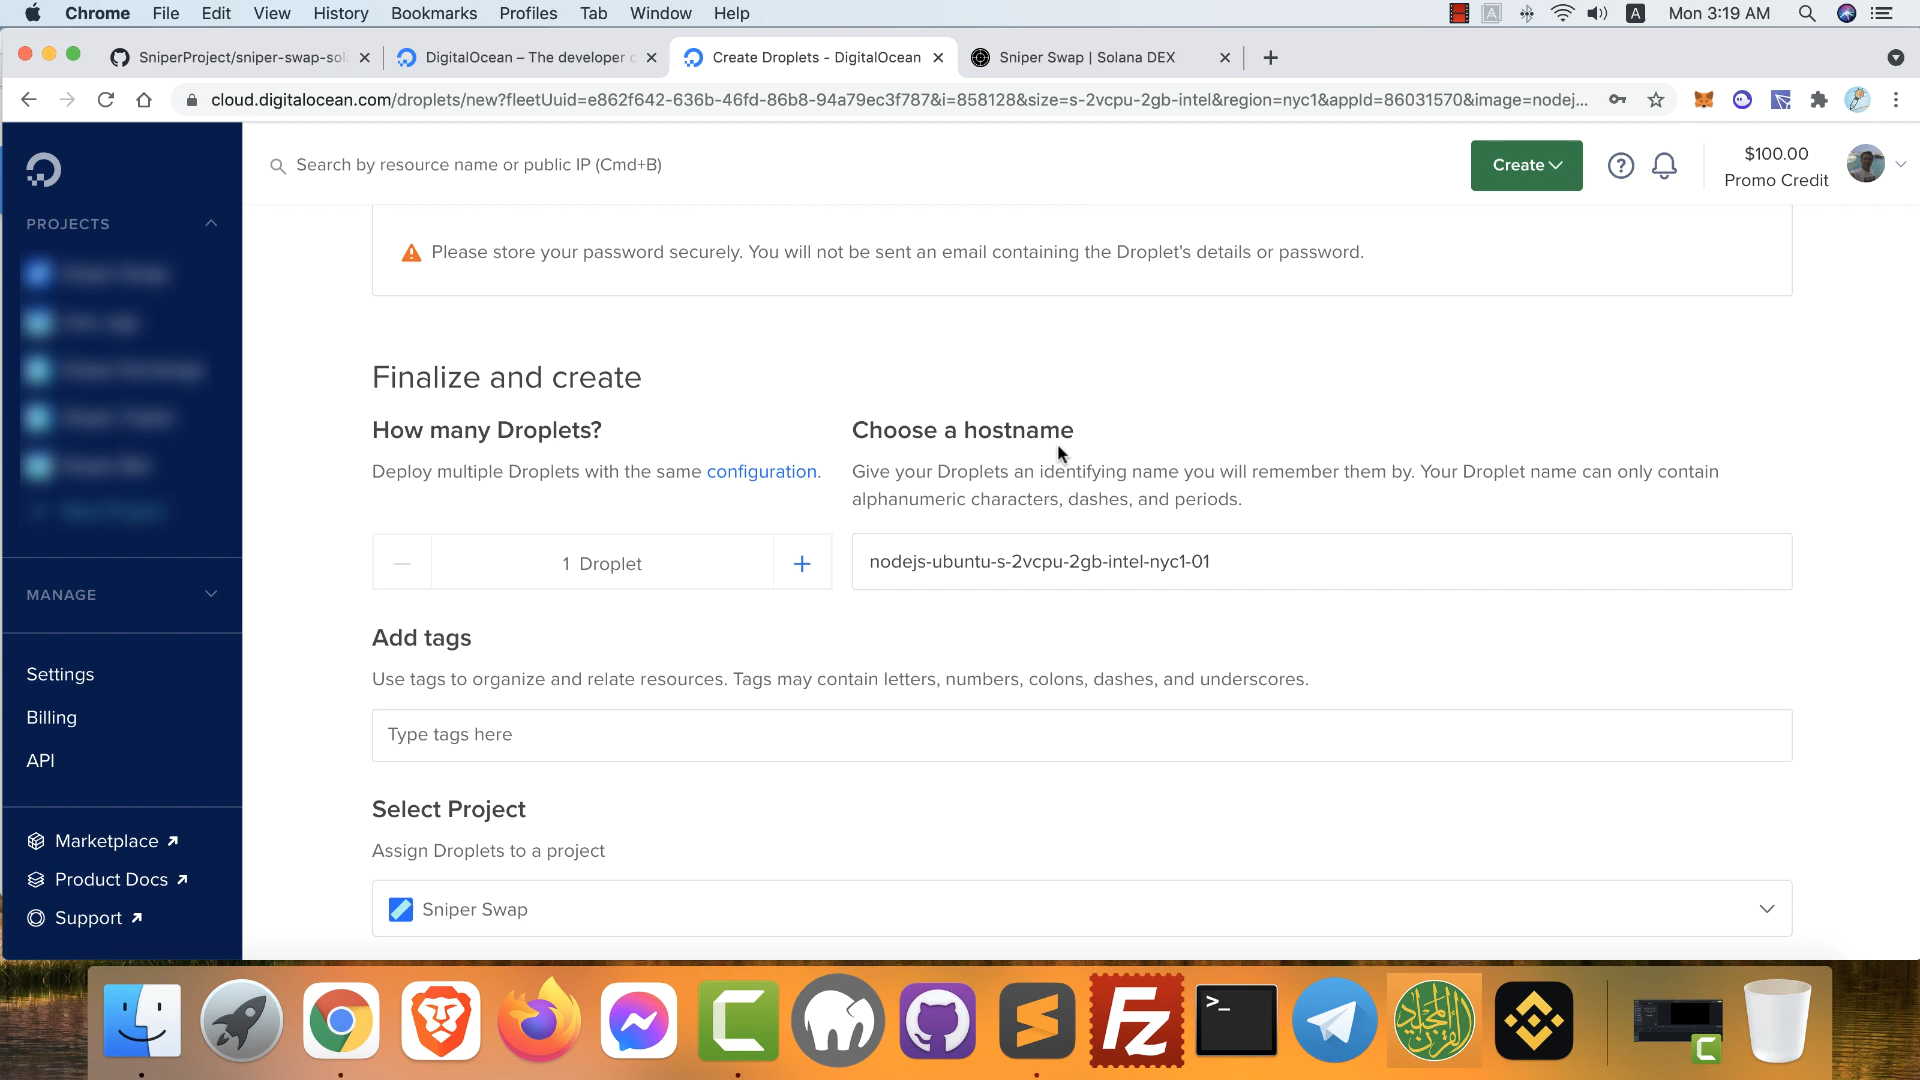 Chrome File Edit View History Bookmarks Profiles Tab Window Help
A A Mon 3:19 AM
SniperProject/sniper-swap-sol
DigitalOcean – The developer c
Create Droplets - DigitalOcean
Sniper Swap | Solana DEX
cloud.digitalocean.com/droplets/new?fleetUuid=e862f642-636b-46fd-86b8-94a79ec3f787&i=858128&size=s-2vcpu-2gb-intel&region=nyc1&appId=86031570&image=nodej...
Search by resource name or public IP (Cmd+B)
Create
$100.00
Promo Credit
PROJECTS
MANAGE
Settings
Billing
API
Marketplace
Product Docs
Support
Please store your password securely. You will not be sent an email containing the Droplet's details or password.
Finalize and create
How many Droplets?
Deploy multiple Droplets with the same configuration.
1 Droplet
Choose a hostname
Give your Droplets an identifying name you will remember them by. Your Droplet name can only contain
alphanumeric characters, dashes, and periods.
nodejs-ubuntu-s-2vcpu-2gb-intel-nyc1-01
Add tags
Use tags to organize and relate resources. Tags may contain letters, numbers, colons, dashes, and underscores.
Type tags here
Select Project
Assign Droplets to a project
Sniper Swap